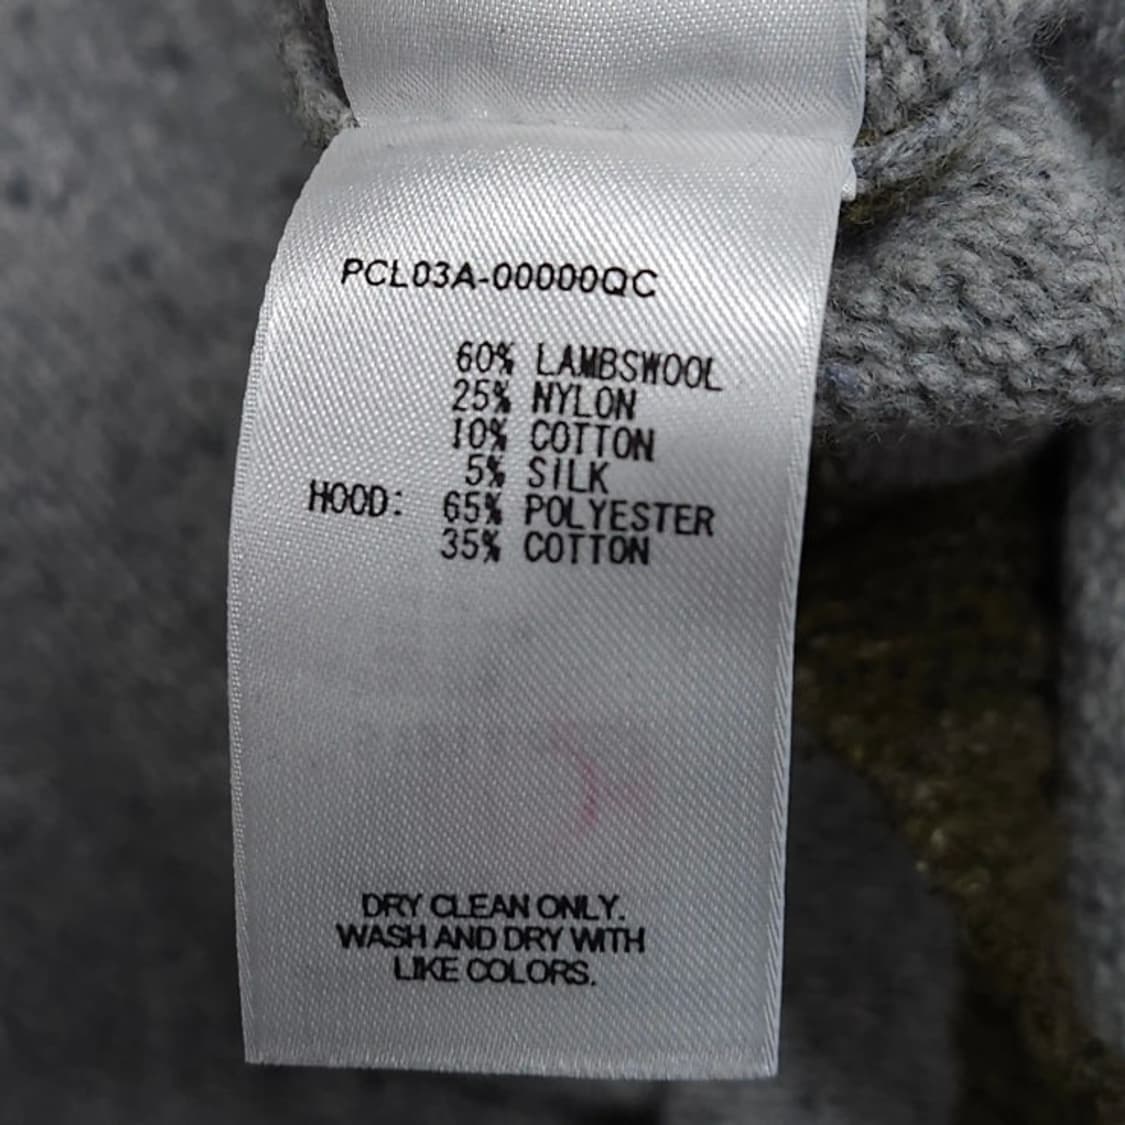 PCL03A-00000QC
60% LAMBSWOOL
25% NYLON
10% COTTON
5% SILK
HOOD: 65% POLYESTER
35% COTTON
DRY CLEAN ONLY.
WASH AND DRY WITH
LIKE COLORS.